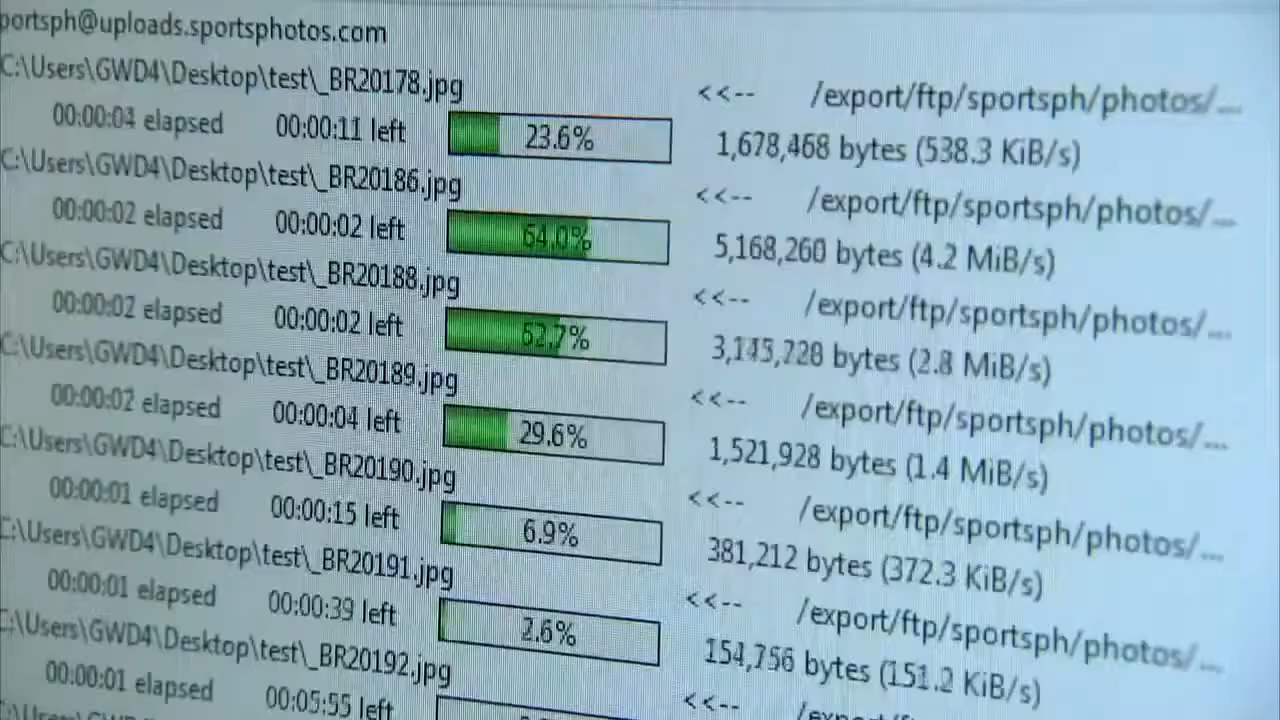 portsph@uploads.sportsphotos.com
C:\Users\GWD4\Desktop\test\_BR20178.jpg <<-- /export/ftp/sportsph/photos/...
00:00:04 elapsed 00:00:11 left 23.6% 1,678,468 bytes (538.3 KiB/s)
C:\Users\GWD4\Desktop\test\_BR20186.jpg <<-- /export/ftp/sportsph/photos/...
00:00:02 elapsed 00:00:02 left 64.0% 5,168,260 bytes (4.2 MiB/s)
C:\Users\GWD4\Desktop\test\_BR20188.jpg <<-- /export/ftp/sportsph/photos/...
00:00:02 elapsed 00:00:02 left 52.7% 3,145,728 bytes (2.8 MiB/s)
C:\Users\GWD4\Desktop\test\_BR20189.jpg <<-- /export/ftp/sportsph/photos/...
00:00:02 elapsed 00:00:04 left 29.6% 1,521,928 bytes (1.4 MiB/s)
C:\Users\GWD4\Desktop\test\_BR20190.jpg <<-- /export/ftp/sportsph/photos/...
00:00:01 elapsed 00:00:15 left 6.9% 381,212 bytes (372.3 KiB/s)
C:\Users\GWD4\Desktop\test\_BR20191.jpg <<-- /export/ftp/sportsph/photos/...
00:00:01 elapsed 00:00:39 left 2.6% 154,756 bytes (151.2 KiB/s)
C:\Users\GWD4\Desktop\test\_BR20192.jpg <<--
00:00:01 elapsed 00:05:55 left